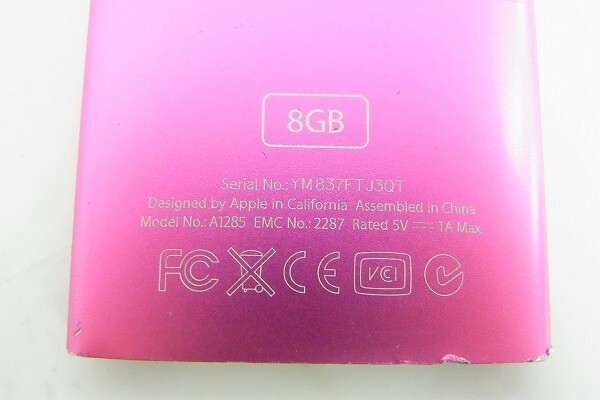 8GB
Serial No.: YM837FTJ3QT
Designed by Apple in California Assembled in China
Model No.: A1285 EMC No.: 2287 Rated 5V ⎓ 1A Max.
FC CE VCI